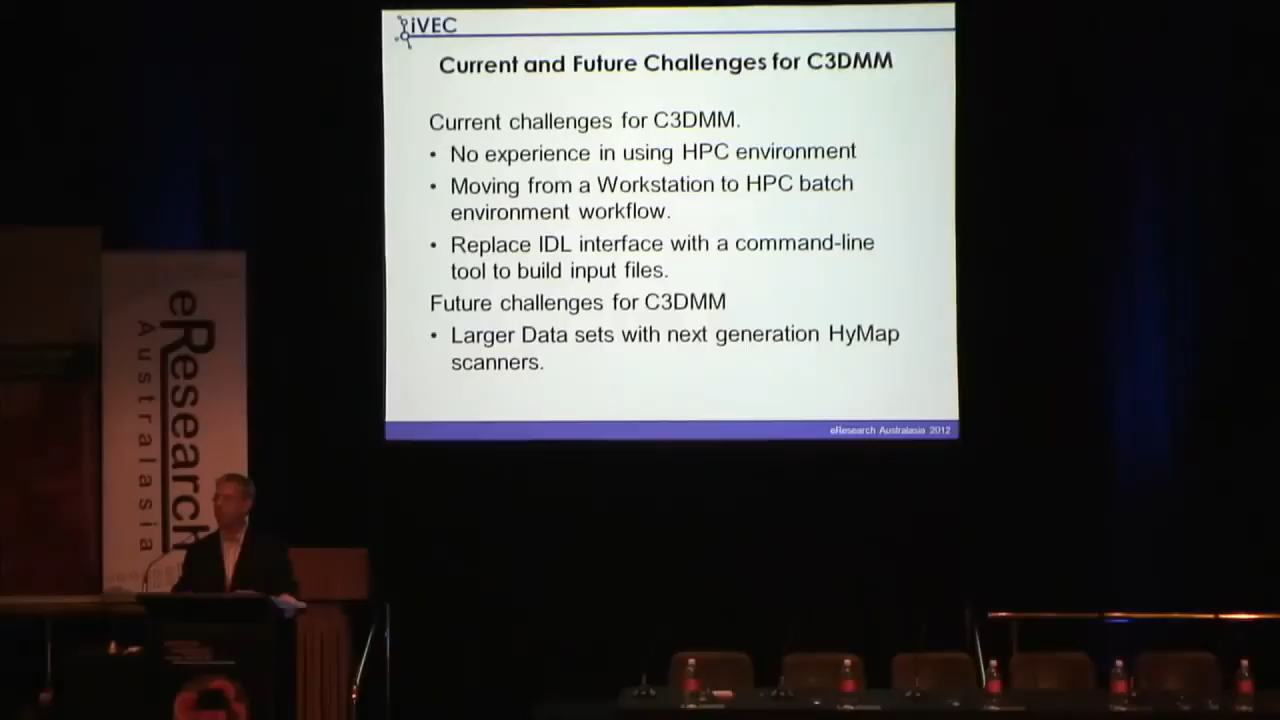 iVEC
Current and Future Challenges for C3DMM
Current challenges for C3DMM.
• No experience in using HPC environment
• Moving from a Workstation to HPC batch
environment workflow.
• Replace IDL interface with a command-line
tool to build input files.
Future challenges for C3DMM
• Larger Data sets with next generation HyMap
scanners.
eResearch Australasia 2012
eResearch
Australasia